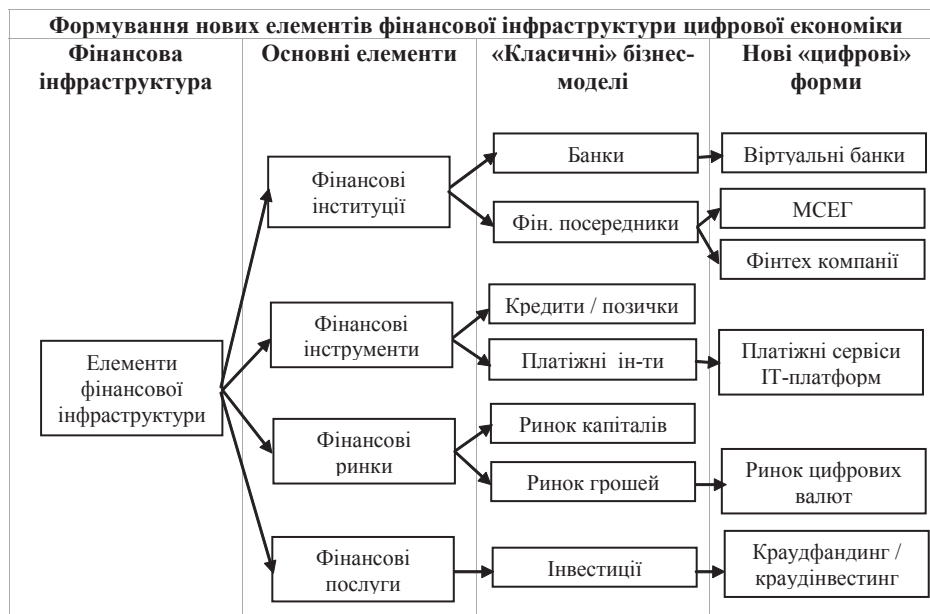 Формування нових елементів фінансової інфраструктури цифрової економіки
Фінансова
інфраструктура
Основні елементи
«Класичні» бізнес-
моделі
Нові «цифрові»
форми
Елементи
фінансової
інфраструктури
Фінансові
інституції
Банки
Віртуальні банки
Фін. посередники
МСЕГ
Фінтех компанії
Фінансові
інструменти
Кредити / позички
Платіжні ін-ти
Платіжні сервіси
ІТ-платформ
Фінансові
ринки
Ринок капіталів
Ринок грошей
Ринок цифрових
валют
Фінансові
послуги
Інвестиції
Краудфандинг /
краудінвестинг